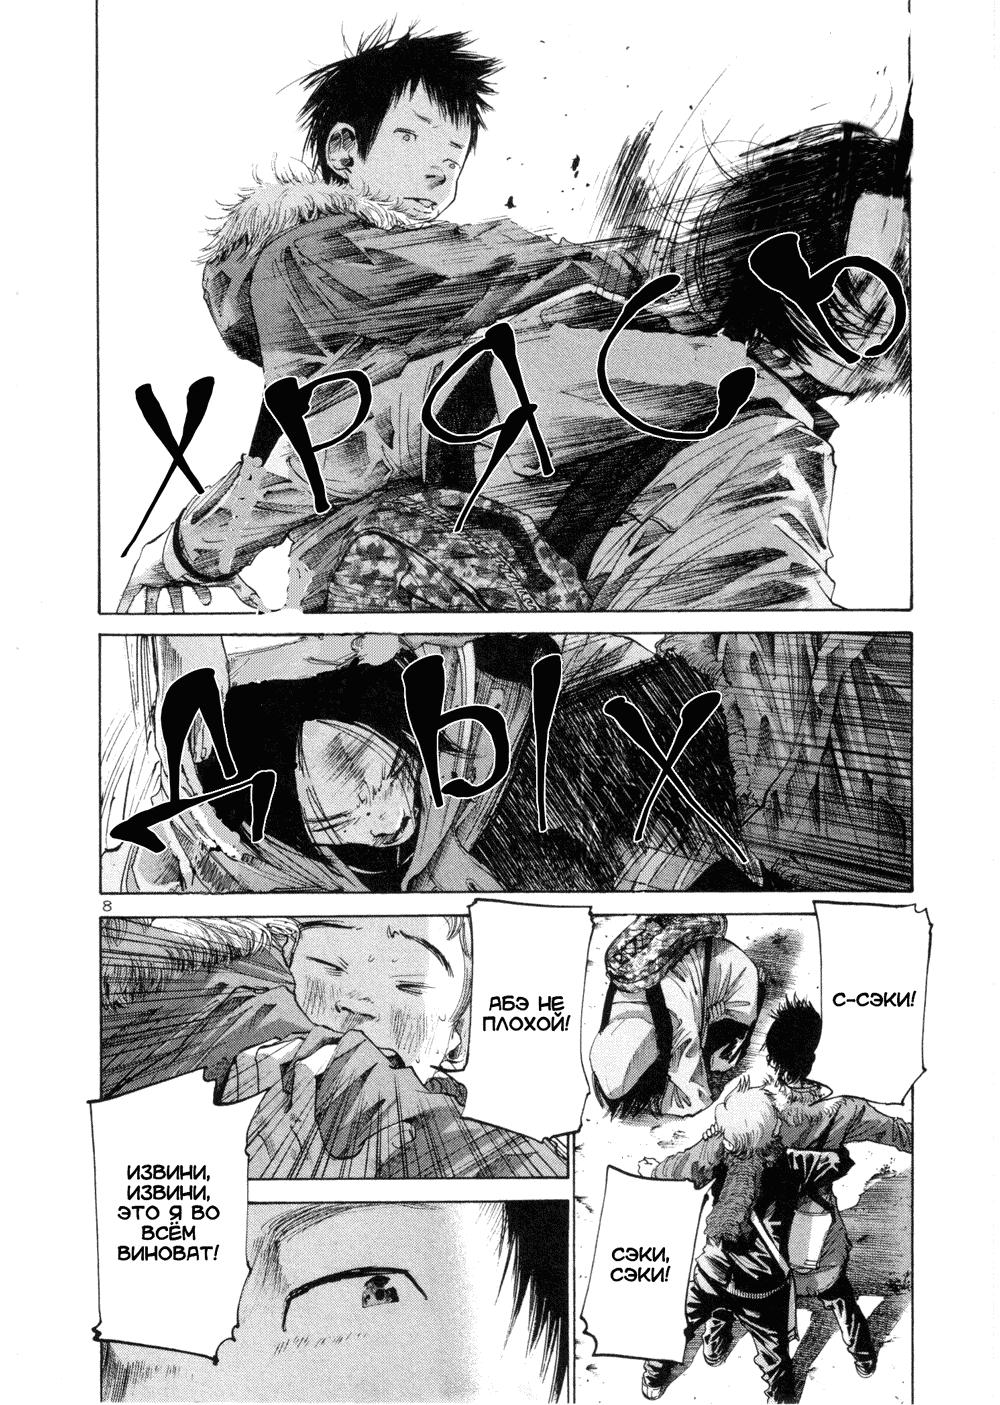 ХРЯСЬ
ДЫХ
8
С-СЭКИ!
СЭКИ,
СЭКИ!
АБЭ НЕ
ПЛОХОЙ!
ИЗВИНИ,
ИЗВИНИ,
ЭТО Я ВО
ВСЁМ
ВИНОВАТ!